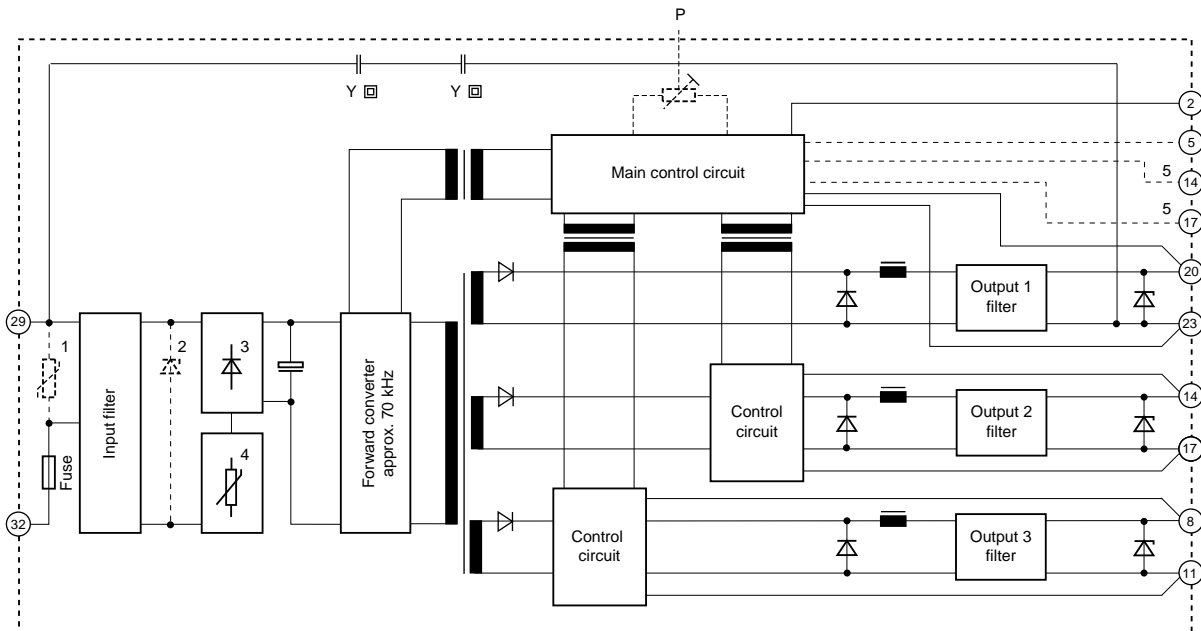 P
Y
Y
2
5
5
14
5
17
Main control circuit
20
Output 1
filter
23
29
1
2
3
4
Fuse
32
Input filter
Forward converter
approx. 70 kHz
Control
circuit
Output 2
filter
14
17
Control
circuit
Output 3
filter
8
11